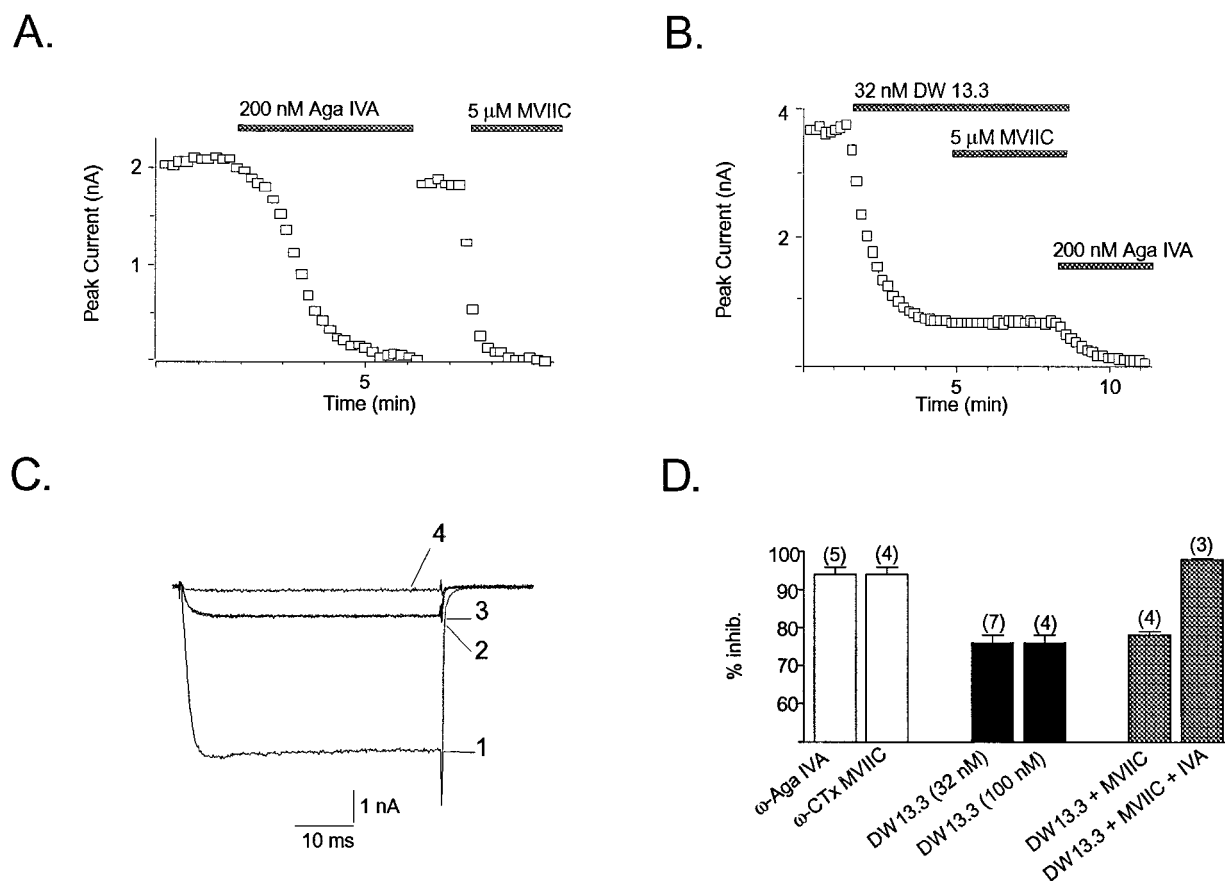 A.
200 nM Aga IVA
5 μM MVIIC
2
1
Peak Current (nA)
5
Time (min)
B.
32 nM DW 13.3
5 μM MVIIC
200 nM Aga IVA
4
2
Peak Current (nA)
5
10
Time (min)
C.
4
3
2
1
1 nA
10 ms
D.
100
90
80
70
60
% inhib.
(5)
(4)
(7)
(4)
(4)
(3)
ω-Aga IVA
ω-CTx MVIIC
DW13.3 (32 nM)
DW13.3 (100 nM)
DW13.3 + MVIIC
DW13.3 + MVIIC + IVA